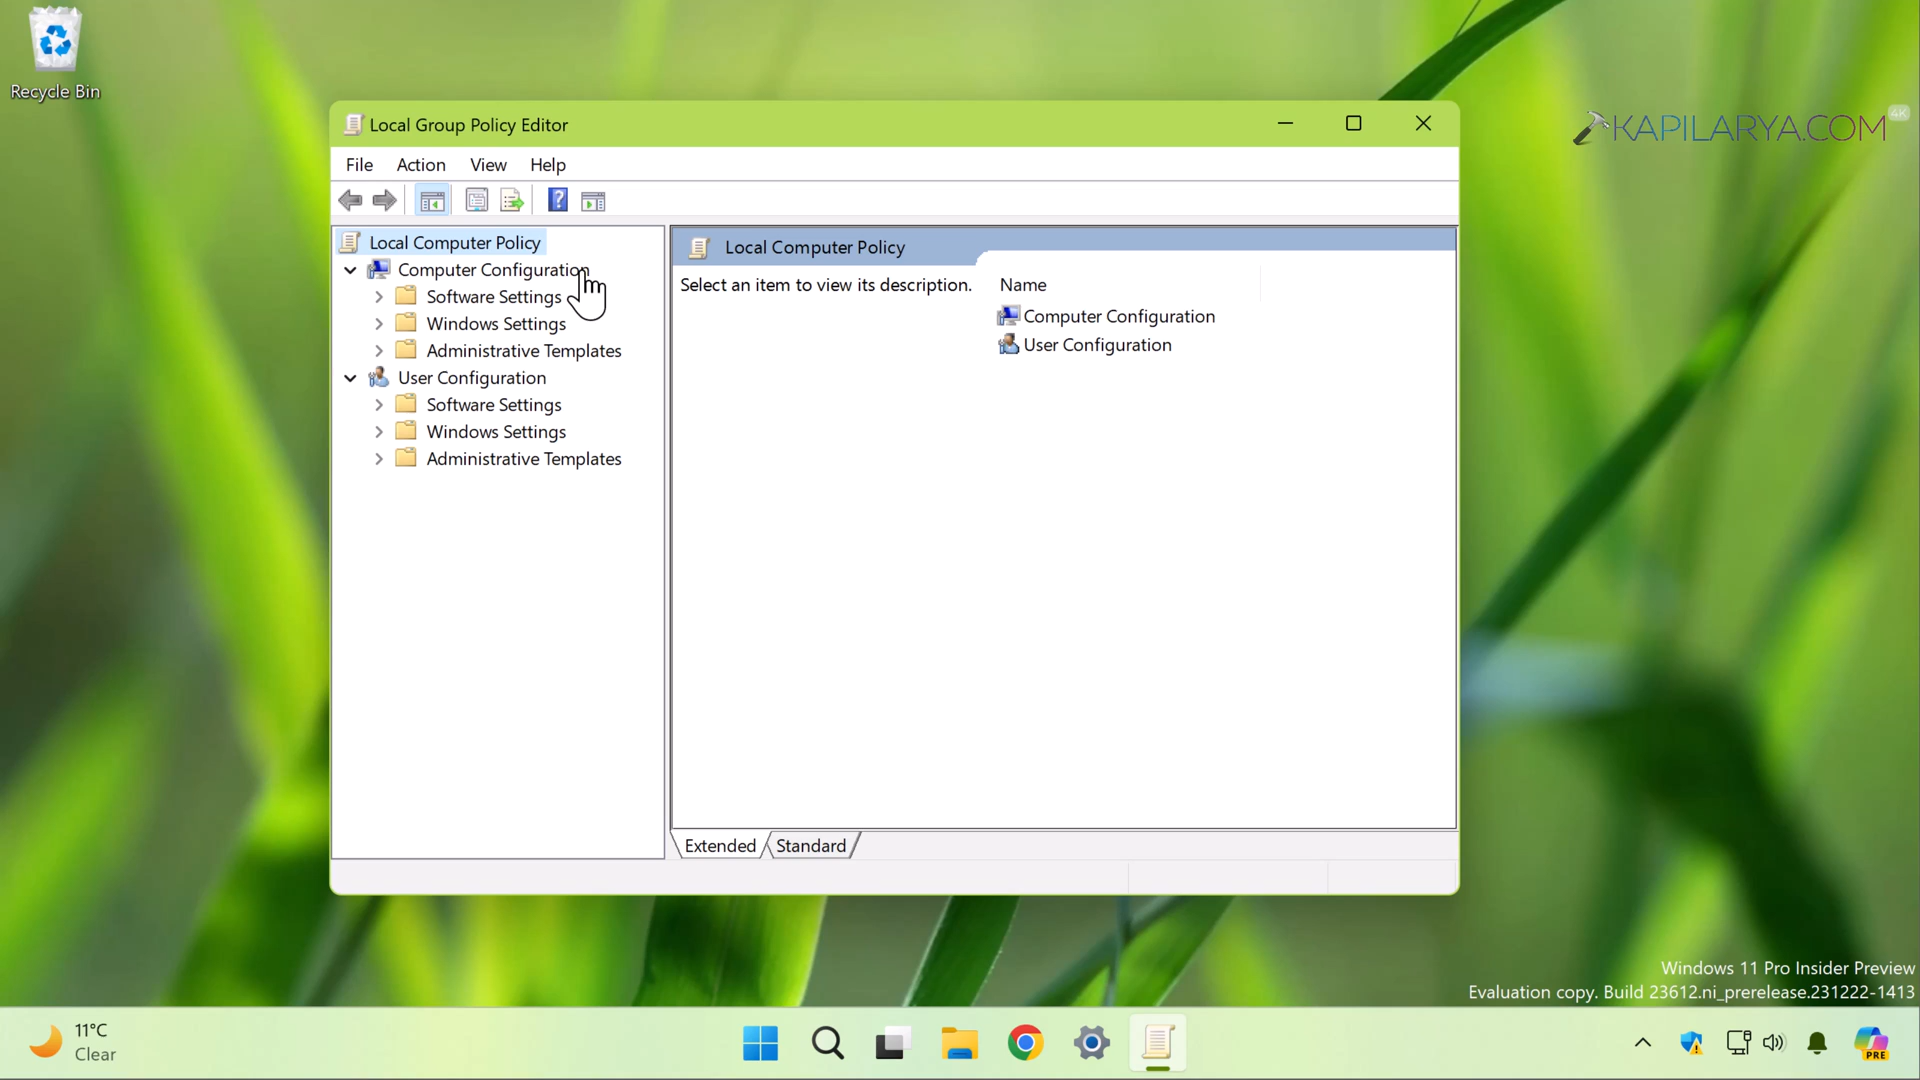 Recycle Bin
KAPILARYA.COM
4K
Local Group Policy Editor
File Action View Help
Local Computer Policy
Computer Configuration
Software Settings
Windows Settings
Administrative Templates
User Configuration
Software Settings
Windows Settings
Administrative Templates
Local Computer Policy
Select an item to view its description.
Name
Computer Configuration
User Configuration
Extended Standard
Windows 11 Pro Insider Preview
Evaluation copy. Build 23612.ni_prerelease.231222-1413
11°C
Clear
PRE